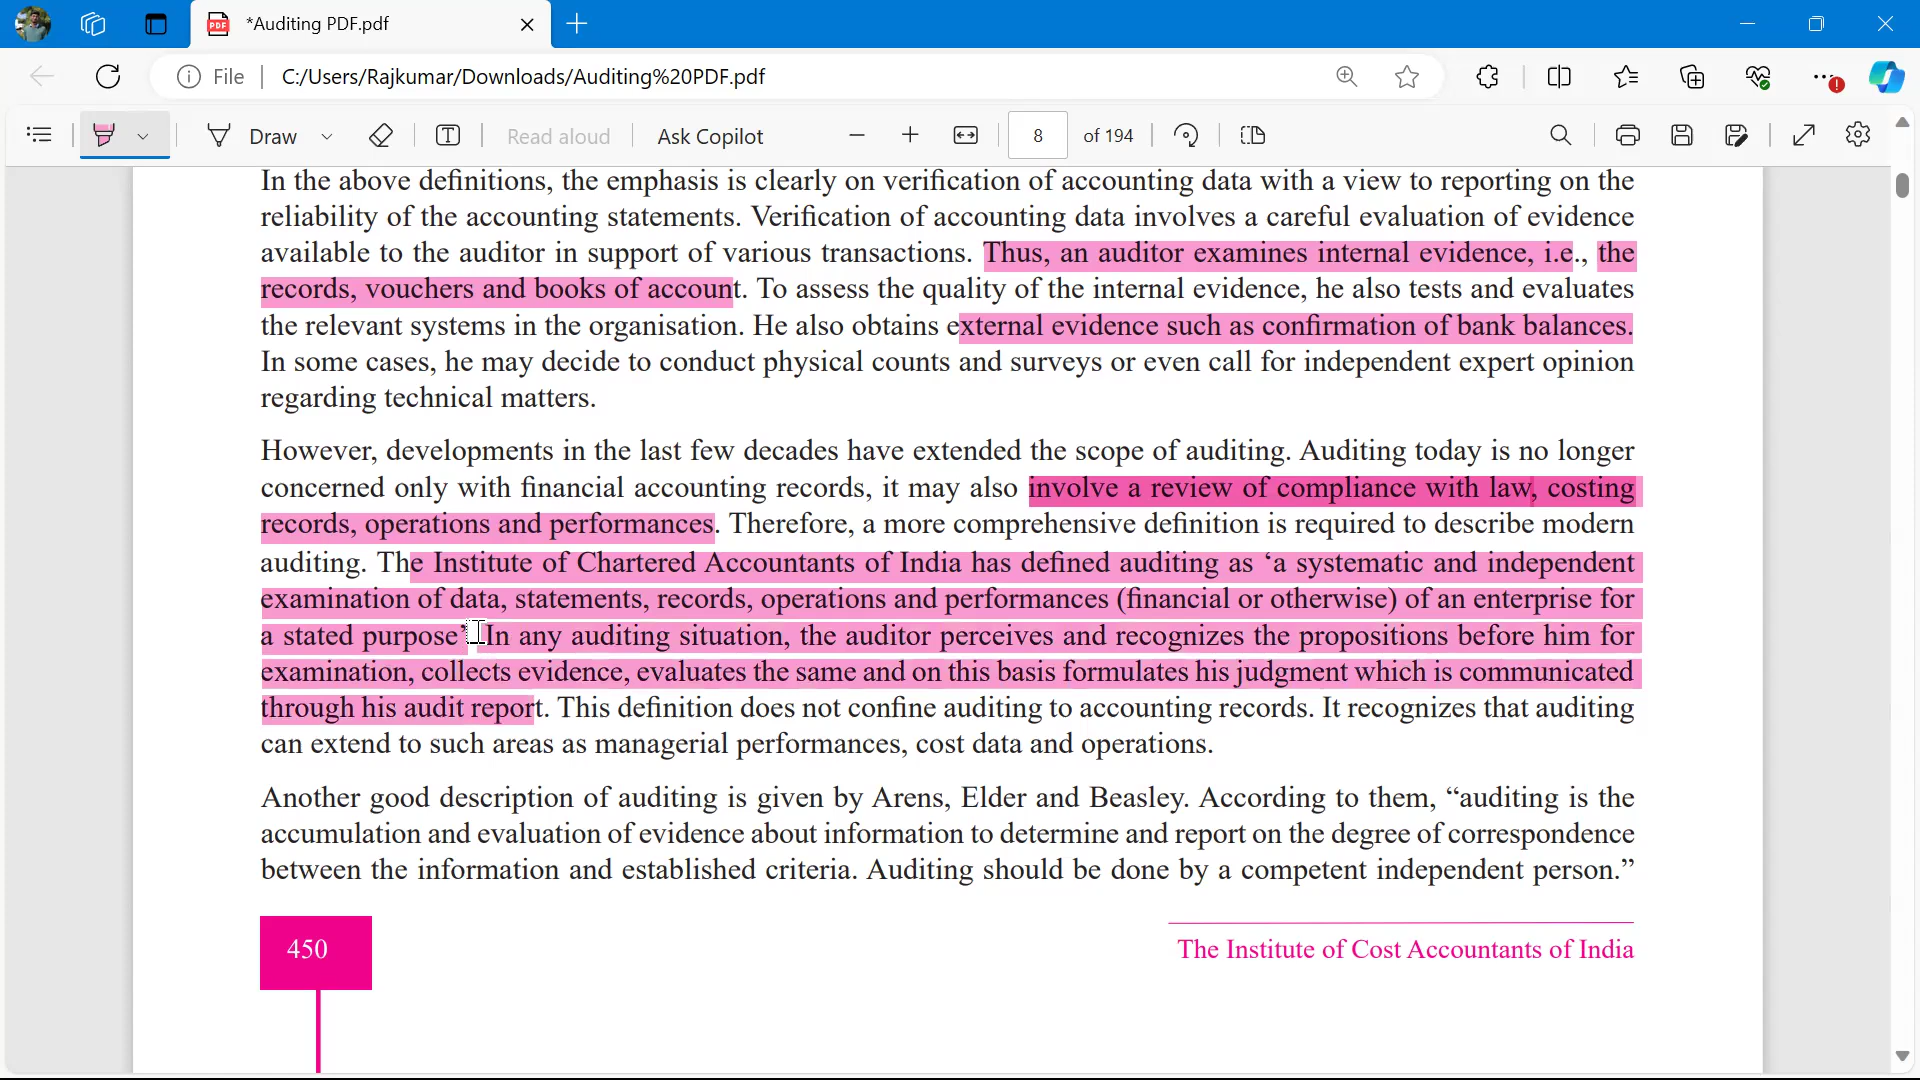 PDF *Auditing PDF.pdf
File C:/Users/Rajkumar/Downloads/Auditing%20PDF.pdf
Draw Read aloud Ask Copilot 8 of 194
In the above definitions, the emphasis is clearly on verification of accounting data with a view to reporting on the
reliability of the accounting statements. Verification of accounting data involves a careful evaluation of evidence
available to the auditor in support of various transactions. Thus, an auditor examines internal evidence, i.e., the
records, vouchers and books of account. To assess the quality of the internal evidence, he also tests and evaluates
the relevant systems in the organisation. He also obtains external evidence such as confirmation of bank balances.
In some cases, he may decide to conduct physical counts and surveys or even call for independent expert opinion
regarding technical matters.
However, developments in the last few decades have extended the scope of auditing. Auditing today is no longer
concerned only with financial accounting records, it may also involve a review of compliance with law, costing
records, operations and performances. Therefore, a more comprehensive definition is required to describe modern
auditing. The Institute of Chartered Accountants of India has defined auditing as ‘a systematic and independent
examination of data, statements, records, operations and performances (financial or otherwise) of an enterprise for
a stated purpose’ In any auditing situation, the auditor perceives and recognizes the propositions before him for
examination, collects evidence, evaluates the same and on this basis formulates his judgment which is communicated
through his audit report. This definition does not confine auditing to accounting records. It recognizes that auditing
can extend to such areas as managerial performances, cost data and operations.
Another good description of auditing is given by Arens, Elder and Beasley. According to them, “auditing is the
accumulation and evaluation of evidence about information to determine and report on the degree of correspondence
between the information and established criteria. Auditing should be done by a competent independent person.”
450
The Institute of Cost Accountants of India